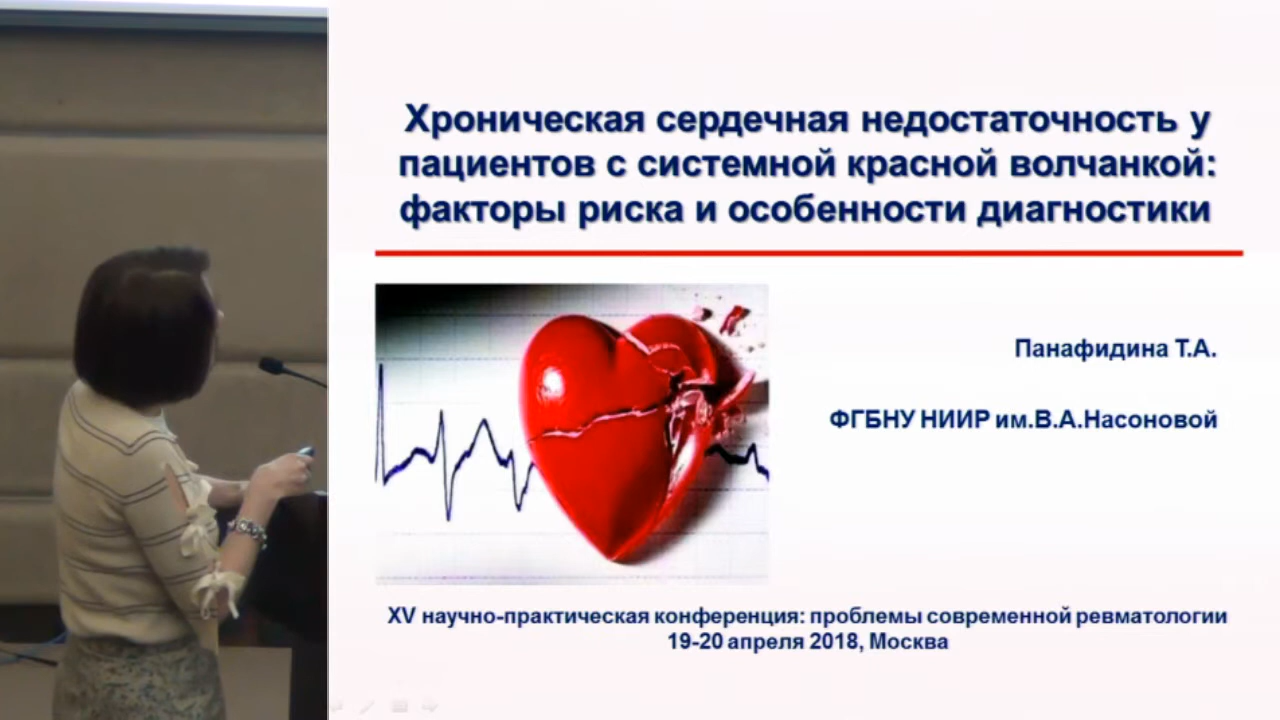 Хроническая сердечная недостаточность у
пациентов с системной красной волчанкой:
факторы риска и особенности диагностики
Панафидина Т.А.
ФГБНУ НИИР им.В.А.Насоновой
XV научно-практическая конференция: проблемы современной ревматологии
19-20 апреля 2018, Москва